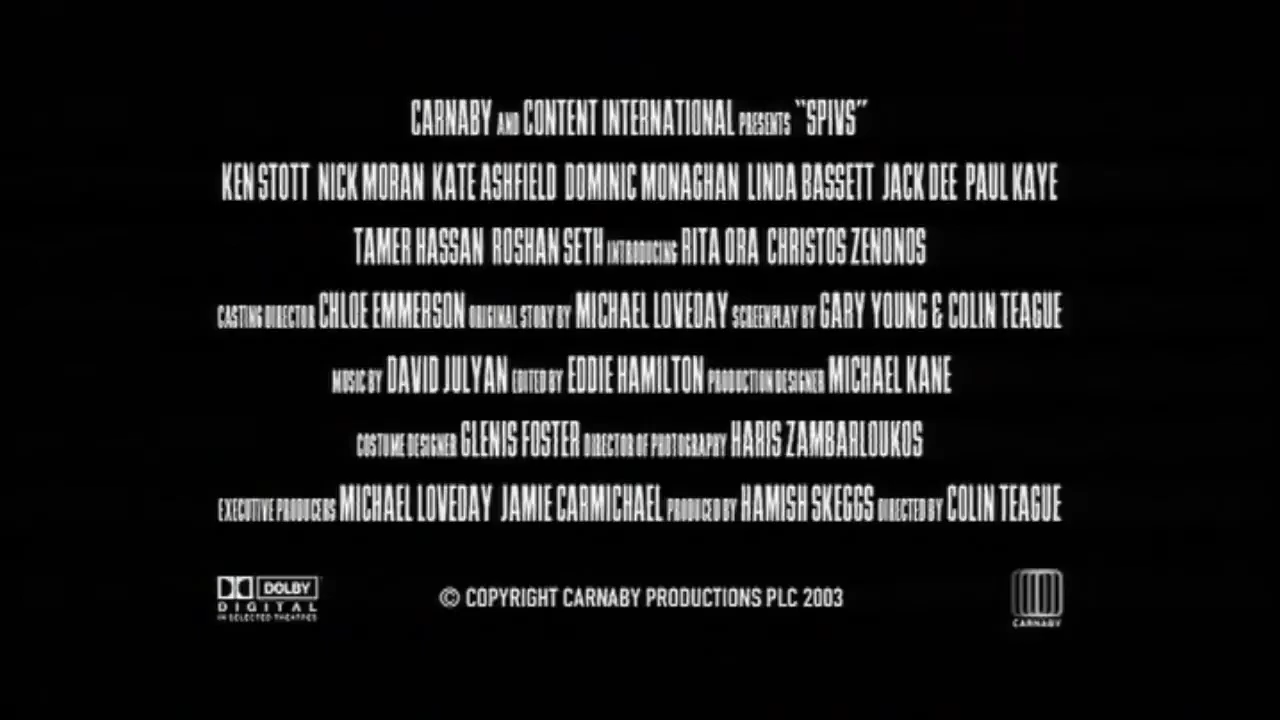 CARNABY AND CONTENT INTERNATIONAL PRESENTS "SPIVS"
KEN STOTT NICK MORAN KATE ASHFIELD DOMINIC MONAGHAN LINDA BASSETT JACK DEE PAUL KAYE
TAMER HASSAN ROSHAN SETH INTRODUCING RITA ORA CHRISTOS ZENONOS
CASTING DIRECTOR CHLOE EMMERSON ORIGINAL STORY BY MICHAEL LOVEDAY SCREENPLAY BY GARY YOUNG & COLIN TEAGUE
MUSIC BY DAVID JULYAN EDITED BY EDDIE HAMILTON PRODUCTION DESIGNER MICHAEL KANE
COSTUME DESIGNER GLENIS FOSTER DIRECTOR OF PHOTOGRAPHY HARIS ZAMBARLOUKOS
EXECUTIVE PRODUCERS MICHAEL LOVEDAY JAMIE CARMICHAEL PRODUCED BY HAMISH SKEGGS DIRECTED BY COLIN TEAGUE
DOLBY
DIGITAL
IN SELECTED THEATRES
© COPYRIGHT CARNABY PRODUCTIONS PLC 2003
CARNABY